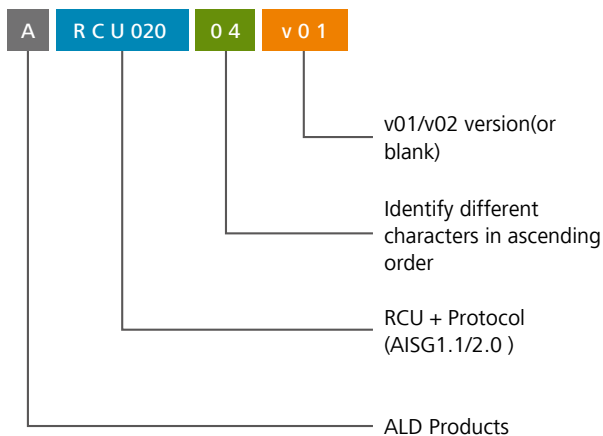 A R C U 020 0 4 v 0 1
v01/v02 version(or
blank)
Identify different
characters in ascending
order
RCU + Protocol
(AISG1.1/2.0 )
ALD Products